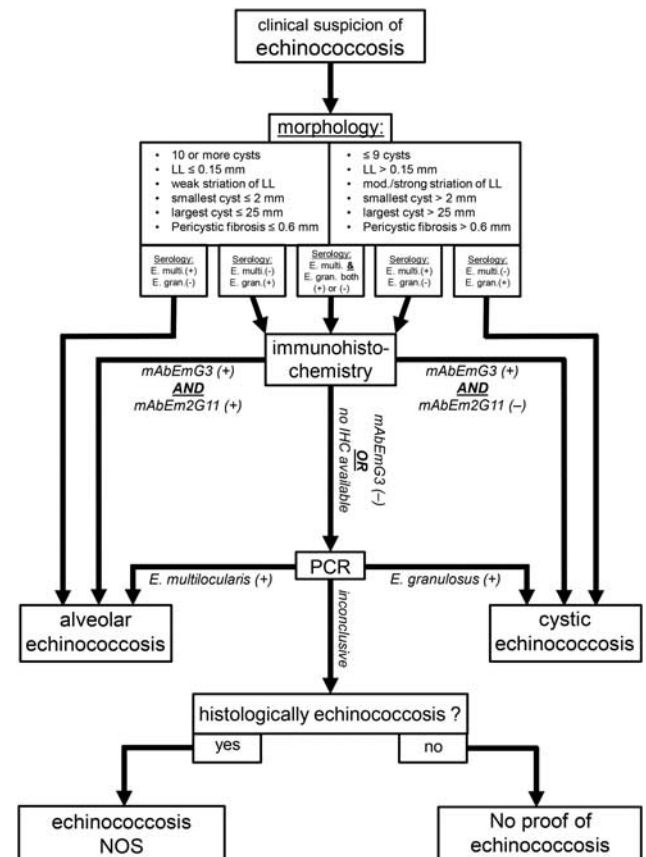 clinical suspicion of
echinococcosis
morphology:
• 10 or more cysts
• LL ≤ 0.15 mm
• weak striation of LL
• smallest cyst ≤ 2 mm
• largest cyst ≤ 25 mm
• Pericystic fibrosis ≤ 0.6 mm
• ≤ 9 cysts
• LL > 0.15 mm
• mod./strong striation of LL
• smallest cyst > 2 mm
• largest cyst > 25 mm
• Pericystic fibrosis > 0.6 mm
Serology:
E. multi.(+)
E. gran.(-)
Serology:
E. multi.(-)
E. gran.(+)
Serology:
E. multi. &
E. gran. both
(+) or (-)
Serology:
E. multi.(+)
E. gran.(-)
Serology:
E. multi.(-)
E. gran.(+)
immunohisto-
chemistry
mAbEmG3 (+)
AND
mAbEm2G11 (+)
mAbEmG3 (+)
AND
mAbEm2G11 (–)
mAbEmG3 (–)
OR
no IHC available
PCR
E. multilocularis (+)
E. granulosus (+)
inconclusive
alveolar
echinococcosis
cystic
echinococcosis
histologically echinococcosis ?
yes
no
echinococcosis
NOS
No proof of
echinococcosis